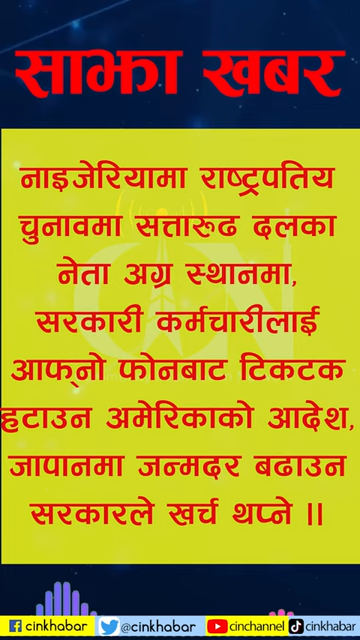 साझा खबर
नाइजेरियामा राष्ट्रपतिय
चुनावमा सत्तारूढ दलका
नेता अग्र स्थानमा,
सरकारी कर्मचारीलाई
आफ्नो फोनबाट टिकटक
हटाउन अमेरिकाको आदेश,
जापानमा जन्मदर बढाउन
सरकारले खर्च थप्ने ।।
cinkhabar @cinkhabar cinchannel cinkhabar